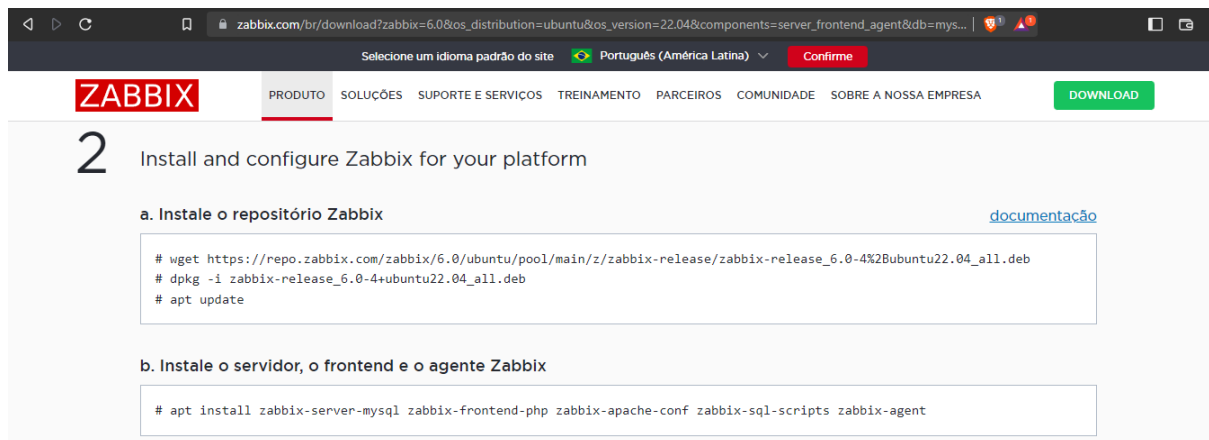 zabbix.com/br/download?zabbix=6.0&os_distribution=ubuntu&os_version=22.04&components=server_frontend_agent&db=mys...
1
1
Selecione um idioma padrão do site Português (América Latina) Confirme
ZABBIX PRODUTO SOLUÇÕES SUPORTE E SERVIÇOS TREINAMENTO PARCEIROS COMUNIDADE SOBRE A NOSSA EMPRESA DOWNLOAD
2 Install and configure Zabbix for your platform
a. Instale o repositório Zabbix documentação
# wget https://repo.zabbix.com/zabbix/6.0/ubuntu/pool/main/z/zabbix-release/zabbix-release_6.0-4%2Bubuntu22.04_all.deb
# dpkg -i zabbix-release_6.0-4+ubuntu22.04_all.deb
# apt update
b. Instale o servidor, o frontend e o agente Zabbix
# apt install zabbix-server-mysql zabbix-frontend-php zabbix-apache-conf zabbix-sql-scripts zabbix-agent